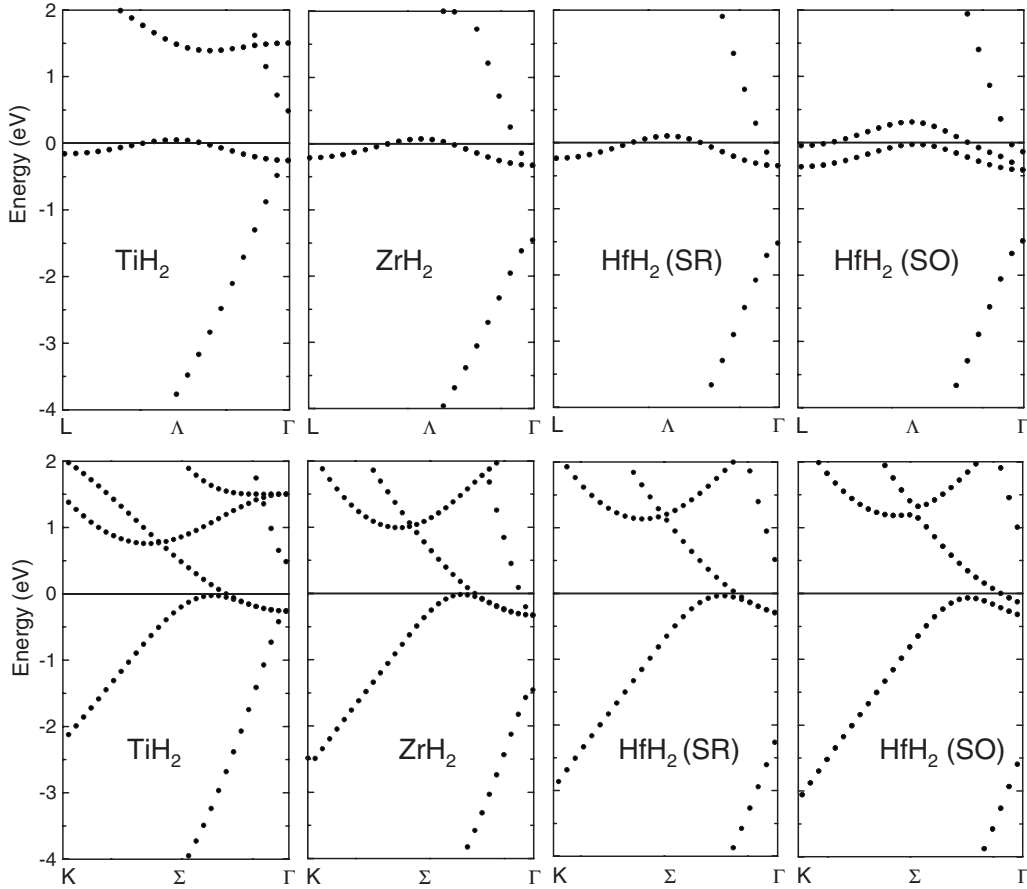 2
1
0
-1
-2
-3
-4
Energy (eV)
TiH2
ZrH2
HfH2 (SR)
HfH2 (SO)
L Λ Γ
L Λ Γ
L Λ Γ
L Λ Γ
2
1
0
-1
-2
-3
-4
Energy (eV)
TiH2
ZrH2
HfH2 (SR)
HfH2 (SO)
K Σ Γ
K Σ Γ
K Σ Γ
K Σ Γ